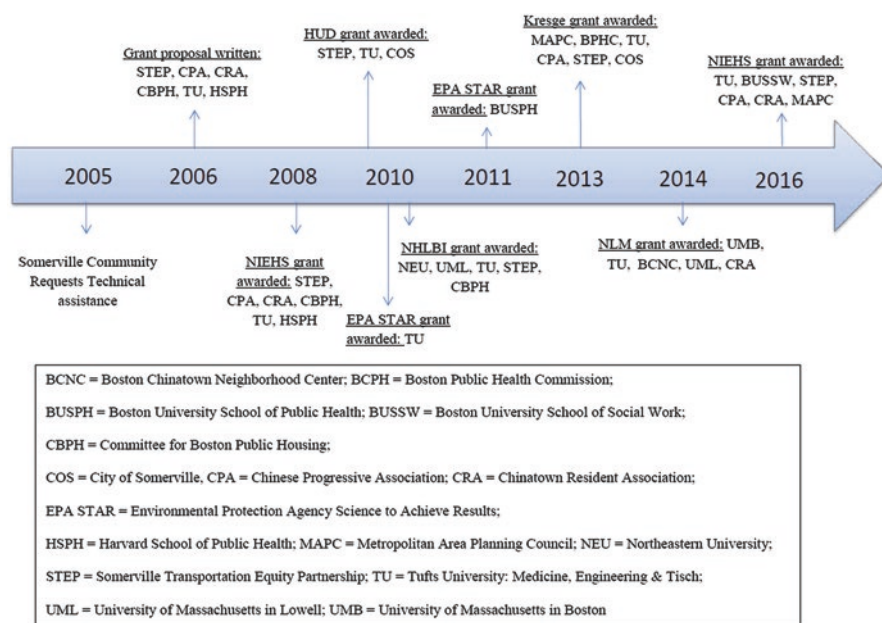 Grant proposal written:
STEP, CPA, CRA,
CBPH, TU, HSPH
HUD grant awarded:
STEP, TU, COS
EPA STAR grant
awarded: BUSPH
Kresge grant awarded:
MAPC, BPHC, TU,
CPA, STEP, COS
NIEHS grant awarded:
TU, BUSSW, STEP,
CPA, CRA, MAPC
2005 2006 2008 2010 2011 2013 2014 2016
Somerville Community
Requests Technical
assistance
NIEHS grant
awarded: STEP,
CPA, CRA, CBPH,
TU, HSPH
EPA STAR grant
awarded: TU
NHLBI grant awarded:
NEU, UML, TU, STEP,
CBPH
NLM grant awarded: UMB,
TU, BCNC, UML, CRA
BCNC = Boston Chinatown Neighborhood Center; BCPH = Boston Public Health Commission;
BUSPH = Boston University School of Public Health; BUSSW = Boston University School of Social Work;
CBPH = Committee for Boston Public Housing;
COS = City of Somerville, CPA = Chinese Progressive Association; CRA = Chinatown Resident Association;
EPA STAR = Environmental Protection Agency Science to Achieve Results;
HSPH = Harvard School of Public Health; MAPC = Metropolitan Area Planning Council; NEU = Northeastern University;
STEP = Somerville Transportation Equity Partnership; TU = Tufts University: Medicine, Engineering & Tisch;
UML = University of Massachusetts in Lowell; UMB = University of Massachusetts in Boston